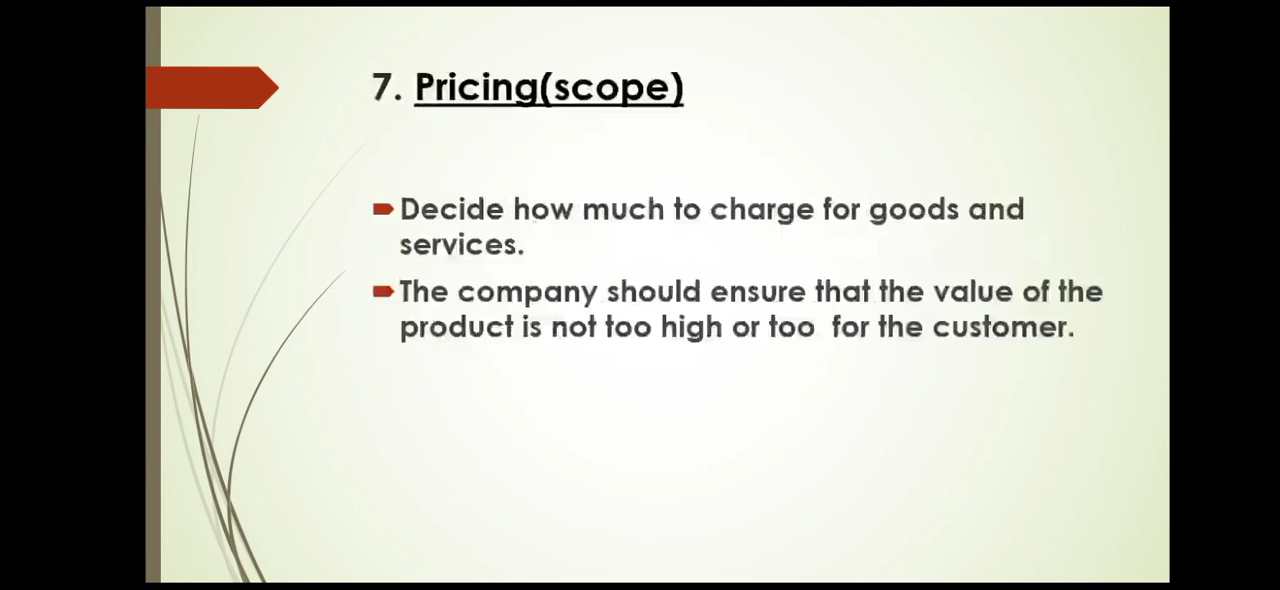 7. Pricing(scope)
Decide how much to charge for goods and
services.
The company should ensure that the value of the
product is not too high or too  for the customer.